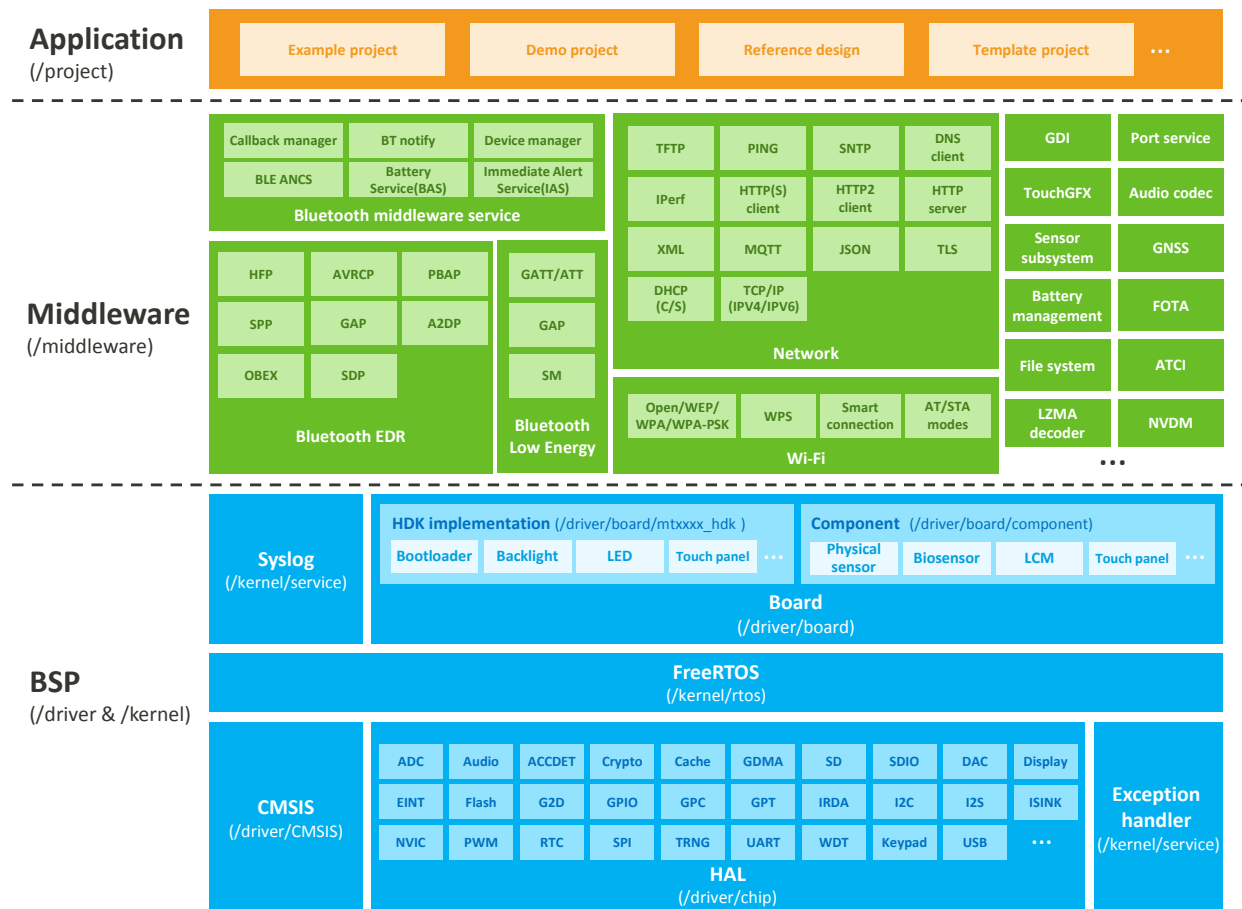 Application
(/project)
Example project
Demo project
Reference design
Template project
...
Middleware
(/middleware)
Callback manager
BT notify
Device manager
BLE ANCS
Battery
Service(BAS)
Immediate Alert
Service(IAS)
Bluetooth middleware service
HFP
AVRCP
PBAP
SPP
GAP
A2DP
OBEX
SDP
Bluetooth EDR
GATT/ATT
GAP
SM
Bluetooth
Low Energy
TFTP
PING
SNTP
DNS
client
IPerf
HTTP(S)
client
HTTP2
client
HTTP
server
XML
MQTT
JSON
TLS
DHCP
(C/S)
TCP/IP
(IPV4/IPV6)
Network
Open/WEP/
WPA/WPA-PSK
WPS
Smart
connection
AT/STA
modes
Wi-Fi
GDI
Port service
TouchGFX
Audio codec
Sensor
subsystem
GNSS
Battery
management
FOTA
File system
ATCI
LZMA
decoder
NVDM
...
BSP
(/driver & /kernel)
Syslog
(/kernel/service)
HDK implementation (/driver/board/mtxxxx_hdk )
Bootloader
Backlight
LED
Touch panel
...
Component (/driver/board/component)
Physical
sensor
Biosensor
LCM
Touch panel
...
Board
(/driver/board)
FreeRTOS
(/kernel/rtos)
CMSIS
(/driver/CMSIS)
ADC
Audio
ACCDET
Crypto
Cache
GDMA
SD
SDIO
DAC
Display
EINT
Flash
G2D
GPIO
GPC
GPT
IRDA
I2C
I2S
ISINK
NVIC
PWM
RTC
SPI
TRNG
UART
WDT
Keypad
USB
...
HAL
(/driver/chip)
Exception
handler
(/kernel/service)